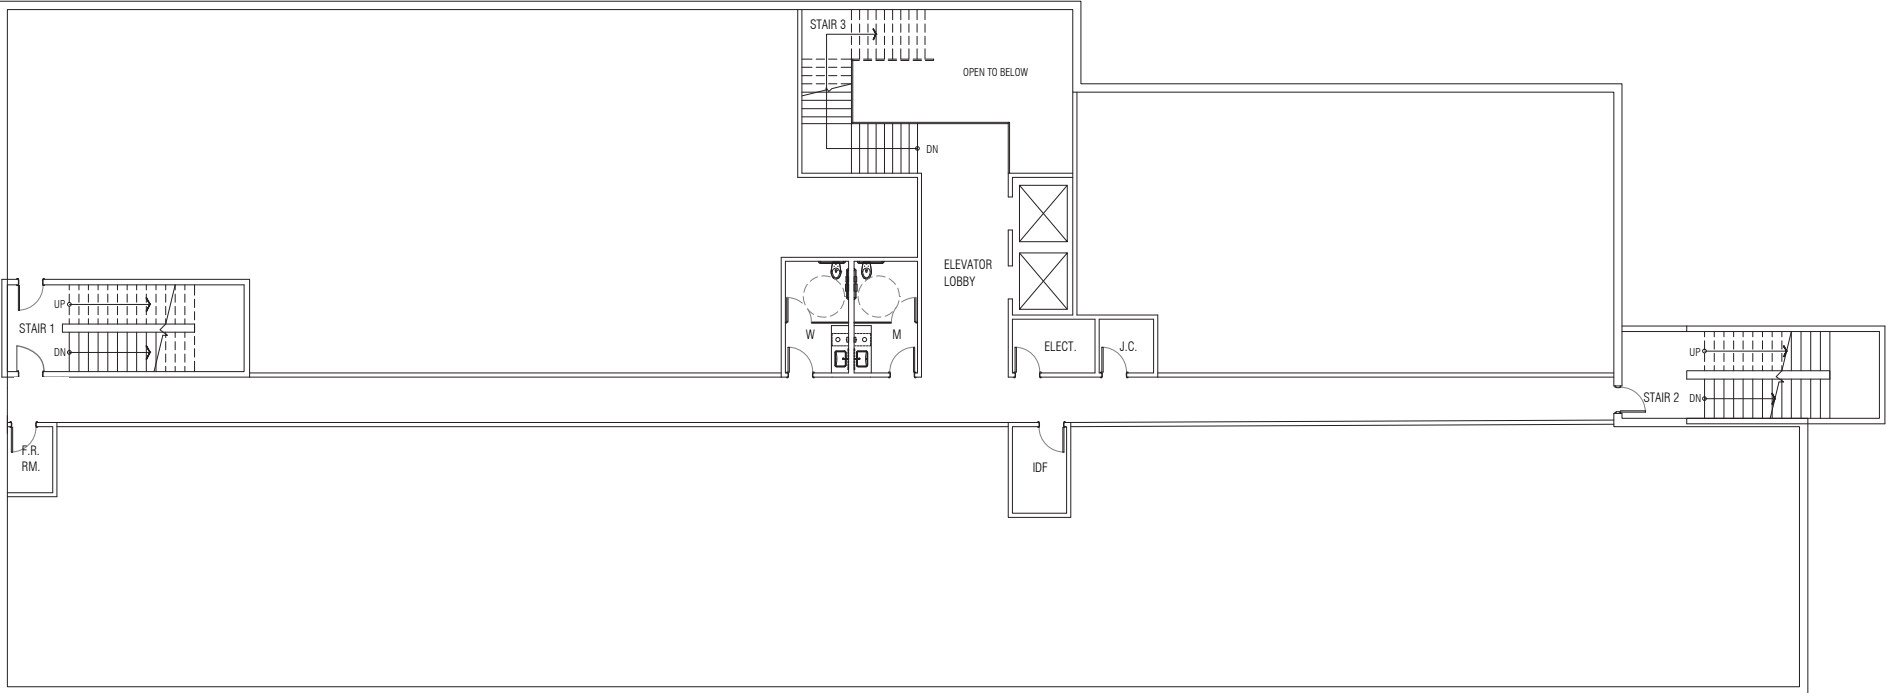 STAIR 3
OPEN TO BELOW
DN
ELEVATOR
LOBBY
UP
STAIR 1
DN
W
M
ELECT.
J.C.
UP
STAIR 2
DN
F.R.
RM.
IDF